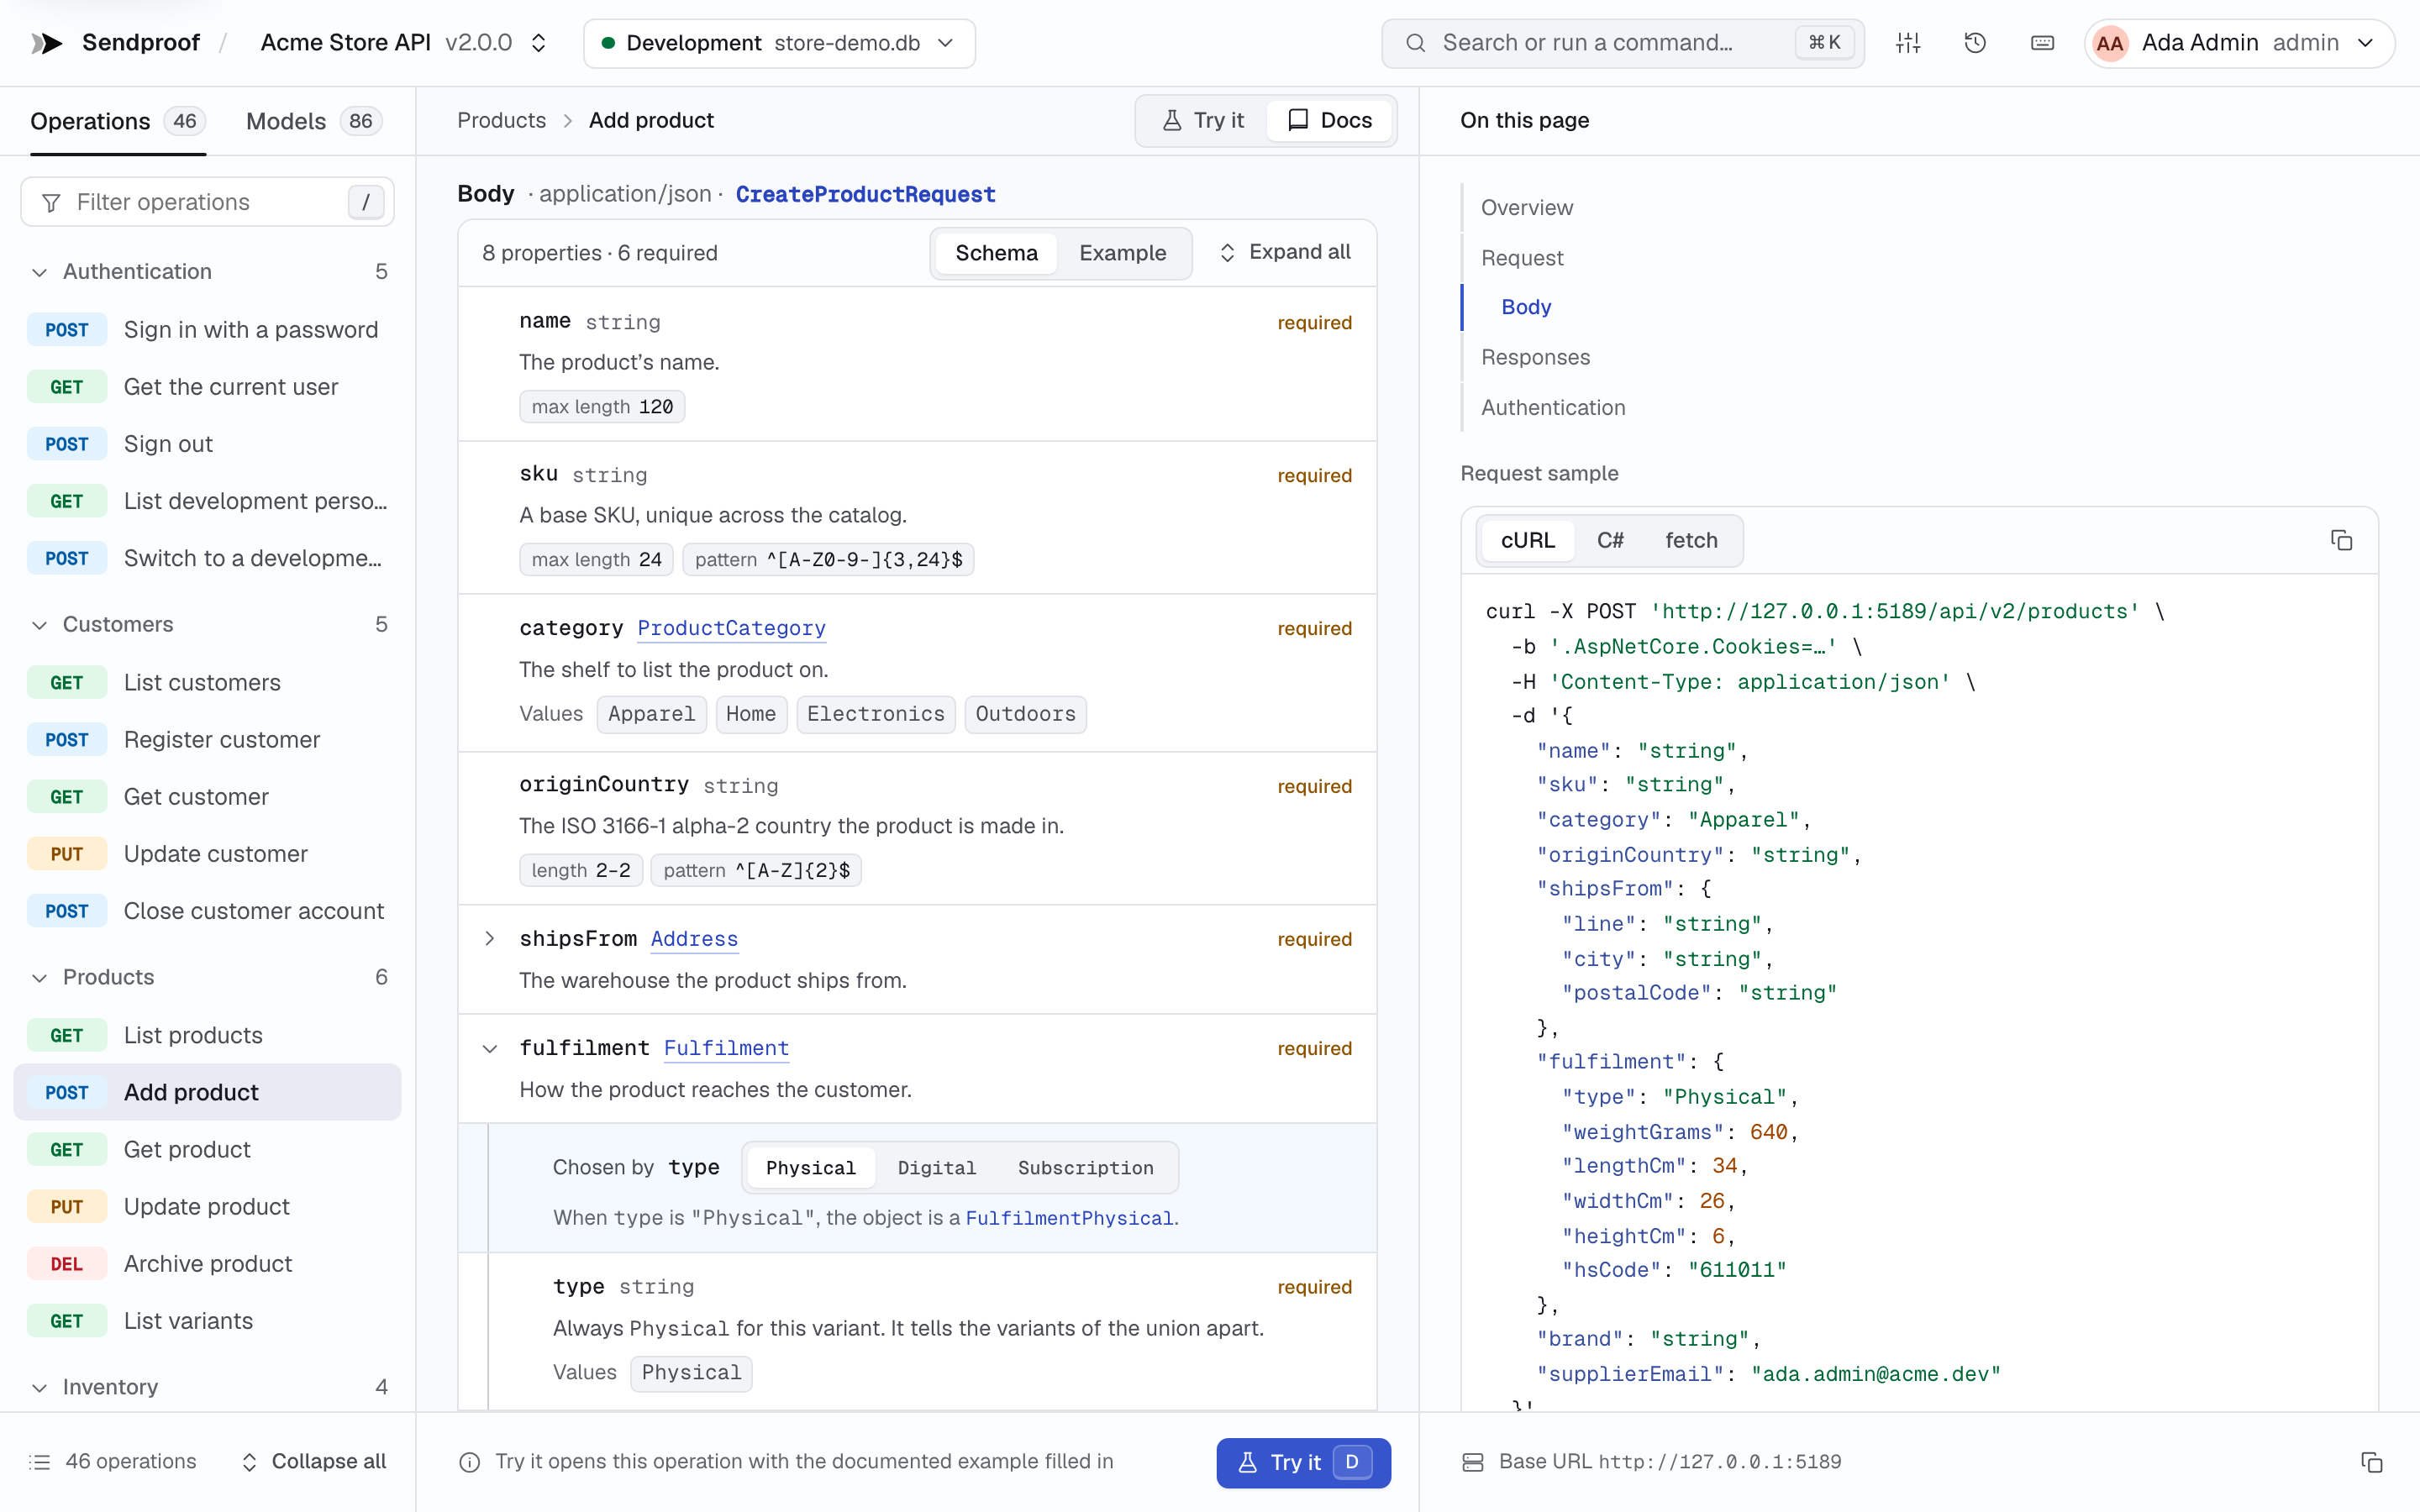 Sendproof / Acme Store API v2.0.0
Development store-demo.db
Search or run a command... ⌘K
AA Ada Admin admin
Operations 46 Models 86
Filter operations /
Authentication 5
POST Sign in with a password
GET Get the current user
POST Sign out
GET List development perso...
POST Switch to a developme...
Customers 5
GET List customers
POST Register customer
GET Get customer
PUT Update customer
POST Close customer account
Products 6
GET List products
POST Add product
GET Get product
PUT Update product
DEL Archive product
GET List variants
Inventory 4
46 operations Collapse all
Products > Add product
Try it Docs
Body · application/json · CreateProductRequest
8 properties · 6 required Schema Example Expand all
name string required
The product’s name.
max length 120
sku string required
A base SKU, unique across the catalog.
max length 24 pattern ^[A-Z0-9-]{3,24}$
category ProductCategory required
The shelf to list the product on.
Values Apparel Home Electronics Outdoors
originCountry string required
The ISO 3166-1 alpha-2 country the product is made in.
length 2-2 pattern ^[A-Z]{2}$
shipsFrom Address required
The warehouse the product ships from.
fulfilment Fulfilment required
How the product reaches the customer.
Chosen by type Physical Digital Subscription
When type is "Physical", the object is a FulfilmentPhysical.
type string required
Always Physical for this variant. It tells the variants of the union apart.
Values Physical
Try it opens this operation with the documented example filled in
Try it D
On this page
Overview
Request
Body
Responses
Authentication
Request sample
cURL C# fetch
curl -X POST 'http://127.0.0.1:5189/api/v2/products' \
-b '.AspNetCore.Cookies=…' \
-H 'Content-Type: application/json' \
-d '{
"name": "string",
"sku": "string",
"category": "Apparel",
"originCountry": "string",
"shipsFrom": {
"line": "string",
"city": "string",
"postalCode": "string"
},
"fulfilment": {
"type": "Physical",
"weightGrams": 640,
"lengthCm": 34,
"widthCm": 26,
"heightCm": 6,
"hsCode": "611011"
},
"brand": "string",
"supplierEmail": "ada.admin@acme.dev"
}'
Base URL http://127.0.0.1:5189